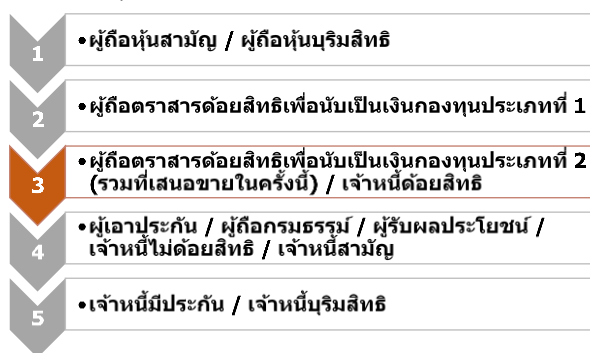 1
•ผู้ถือหุ้นสามัญ / ผู้ถือหุ้นบุริมสิทธิ
2
•ผู้ถือตราสารด้อยสิทธิเพื่อนับเป็นเงินกองทุนประเภทที่ 1
3
•ผู้ถือตราสารด้อยสิทธิเพื่อนับเป็นเงินกองทุนประเภทที่ 2
(รวมที่เสนอขายในครั้งนี้) / เจ้าหนี้ด้อยสิทธิ
4
•ผู้เอาประกัน / ผู้ถือกรมธรรม์ / ผู้รับผลประโยชน์ /
เจ้าหนี้ไม่ด้อยสิทธิ / เจ้าหนี้สามัญ
5
•เจ้าหนี้มีประกัน / เจ้าหนี้บุริมสิทธิ